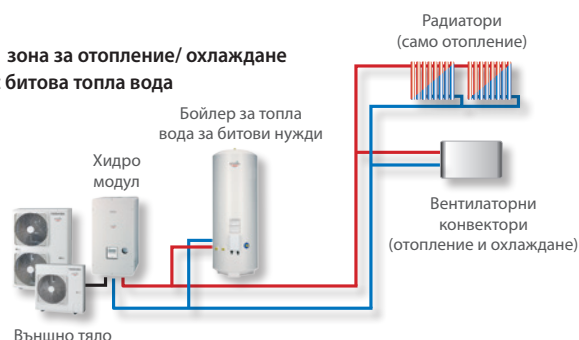 зона за отопление/ охлаждане
битова топла вода
Радиатори
(само отопление)
Бойлер за топла
вода за битови нужди
Хидро
модул
Вентилаторни
конвектори
(отопление и охлаждане)
Външно тяло